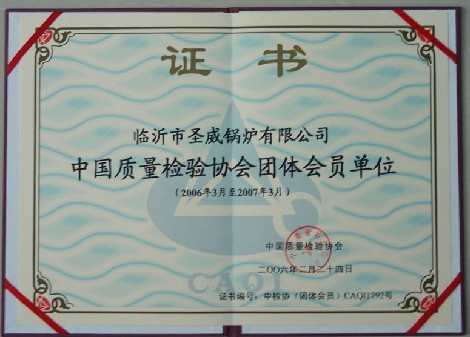 证书
临沂市圣威锅炉有限公司
中国质量检验协会团体会员单位
（2006年3月至2007年3月）
中国质量检验协会
二〇〇六年二月二十四日
证书编号：中检协（团体会员）CAQI1792号
CAQI